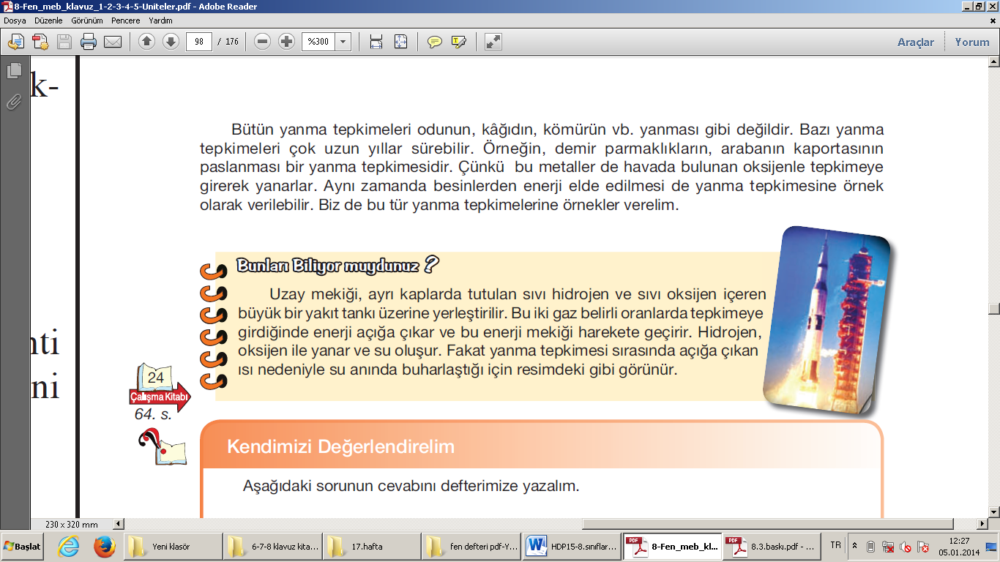 8-Fen_meb_klavuz_1-2-3-4-5-Uniteler.pdf - Adobe Reader
Dosya Düzenle Görünüm Pencere Yardım
98 / 176 %300 Araçlar Yorum
k-
Bütün yanma tepkimeleri odunun, kâğıdın, kömürün vb. yanması gibi değildir. Bazı yanma
tepkimeleri çok uzun yıllar sürebilir. Örneğin, demir parmaklıkların, arabanın kaportasının
paslanması bir yanma tepkimesidir. Çünkü bu metaller de havada bulunan oksijenle tepkimeye
girerek yanarlar. Aynı zamanda besinlerden enerji elde edilmesi de yanma tepkimesine örnek
olarak verilebilir. Biz de bu tür yanma tepkimelerine örnekler verelim.
Bunları Biliyor muydunuz ?
Uzay mekiği, ayrı kaplarda tutulan sıvı hidrojen ve sıvı oksijen içeren
büyük bir yakıt tankı üzerine yerleştirilir. Bu iki gaz belirli oranlarda tepkimeye
girdiğinde enerji açığa çıkar ve bu enerji mekiği harekete geçirir. Hidrojen,
oksijen ile yanar ve su oluşur. Fakat yanma tepkimesi sırasında açığa çıkan
ısı nedeniyle su anında buharlaştığı için resimdeki gibi görünür.
nti
ni
24
Çalışma Kitabı
64. s.
Kendimizi Değerlendirelim
Aşağıdaki sorunun cevabını defterimize yazalım.
230 x 320 mm
Başlat Yeni klasör 6-7-8 klavuz kita... 17.hafta fen defteri pdf-Y... HDP15-8.sınıflar... 8-Fen_meb_kl... 8.3.baskı.pdf - ... TR 12:27
05.01.2014